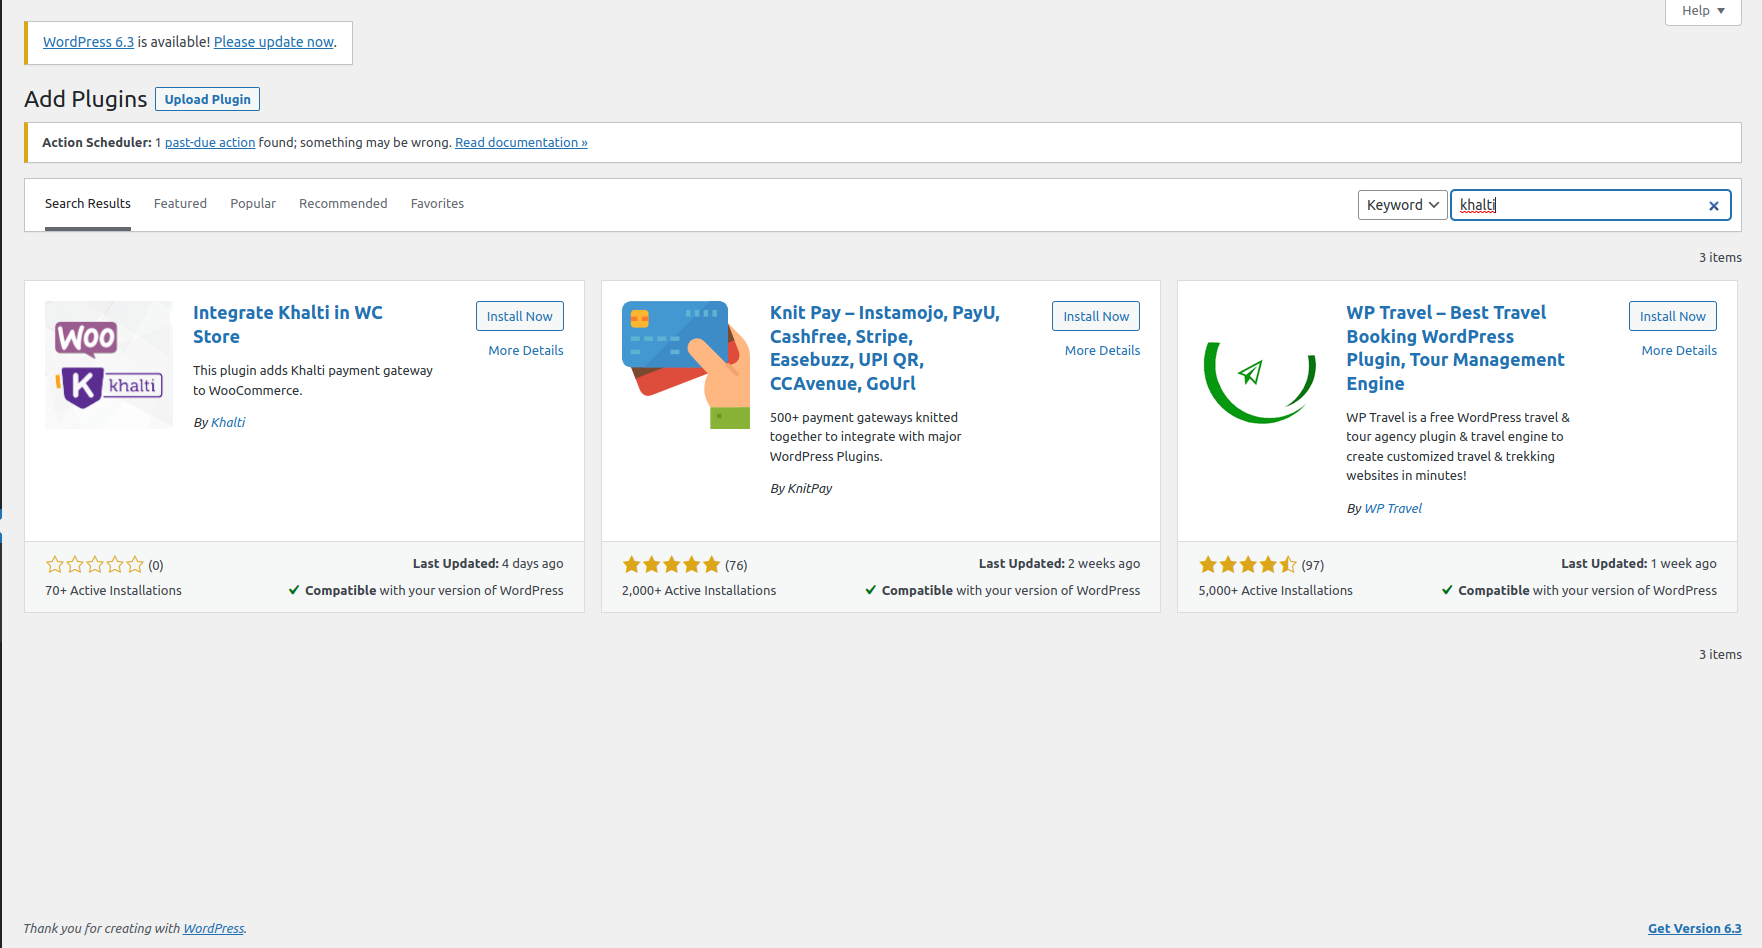 Help
WordPress 6.3 is available! Please update now.
Add Plugins Upload Plugin
Action Scheduler: 1 past-due action found; something may be wrong. Read documentation »
Search Results Featured Popular Recommended Favorites Keyword khalti
3 items
Woo
K khalti
Integrate Khalti in WC
Store
Install Now
More Details
This plugin adds Khalti payment gateway
to WooCommerce.
By Khalti
(0)
Last Updated: 4 days ago
70+ Active Installations
Compatible with your version of WordPress
Knit Pay – Instamojo, PayU,
Cashfree, Stripe,
Easebuzz, UPI QR,
CCAvenue, GoUrl
Install Now
More Details
500+ payment gateways knitted
together to integrate with major
WordPress Plugins.
By KnitPay
(76)
Last Updated: 2 weeks ago
2,000+ Active Installations
Compatible with your version of WordPress
WP Travel – Best Travel
Booking WordPress
Plugin, Tour Management
Engine
Install Now
More Details
WP Travel is a free WordPress travel &
tour agency plugin & travel engine to
create customized travel & trekking
websites in minutes!
By WP Travel
(97)
Last Updated: 1 week ago
5,000+ Active Installations
Compatible with your version of WordPress
3 items
Thank you for creating with WordPress.
Get Version 6.3